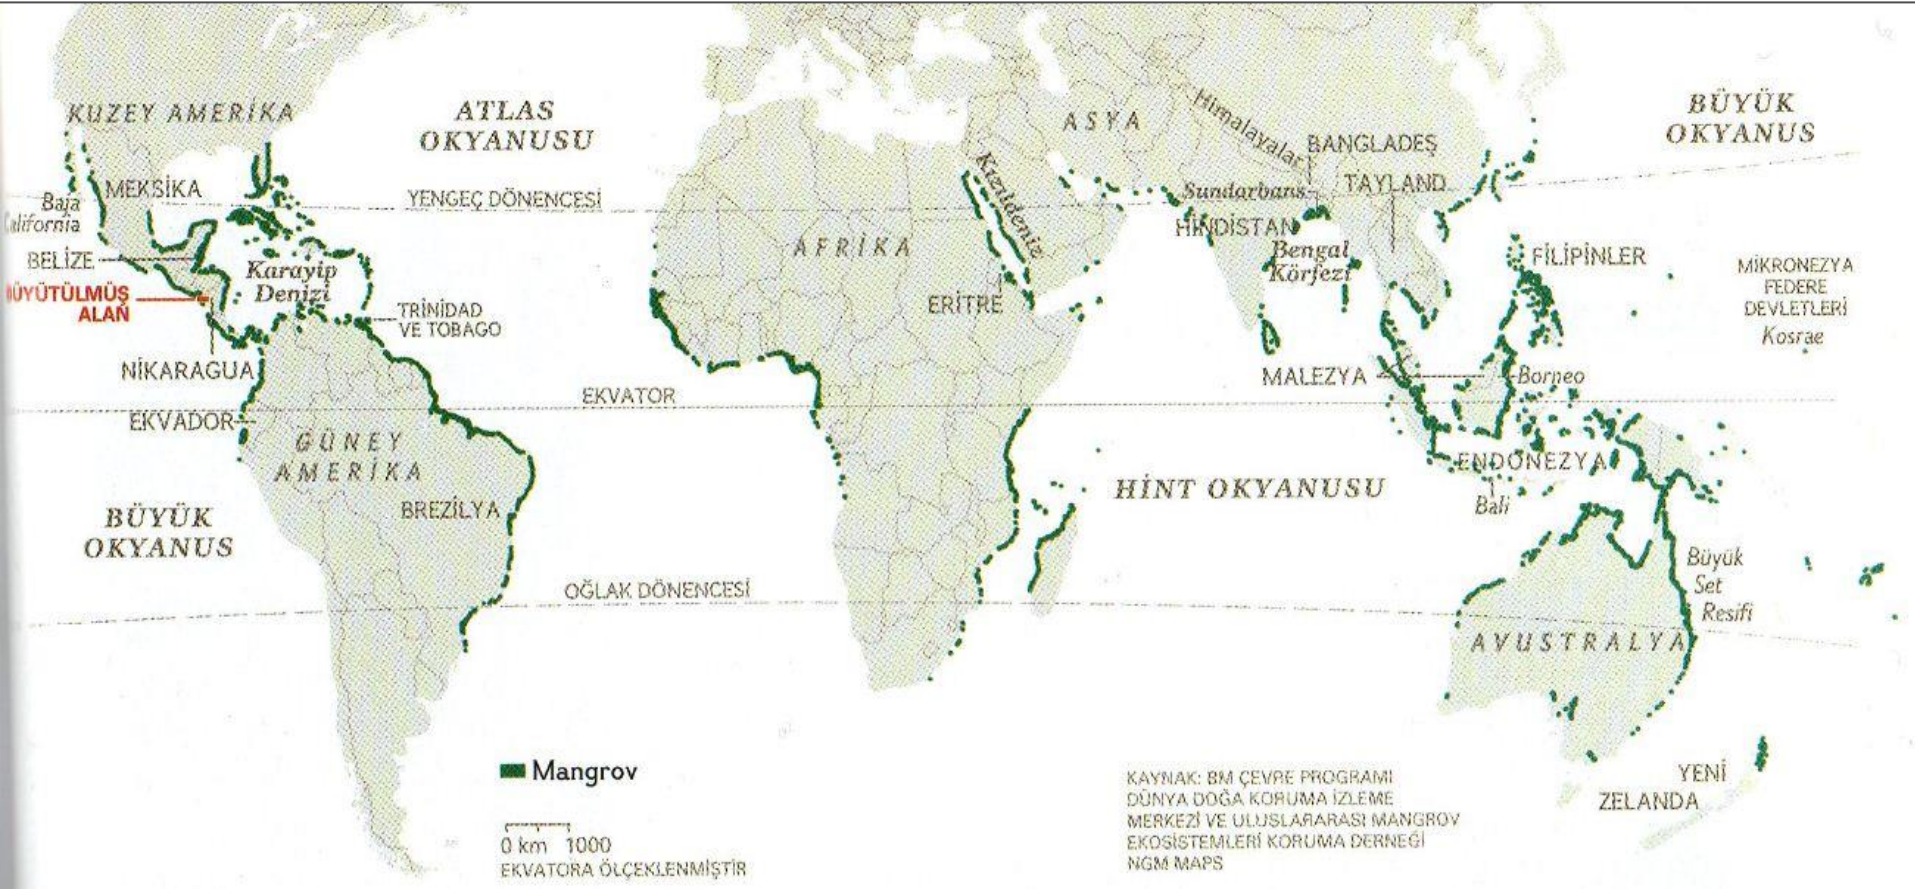 KUZEY AMERİKA
ATLAS
OKYANUSU
ASYA
Himalayalar
BANGLADEŞ
BÜYÜK
OKYANUS
MEKSİKA
YENGEÇ DÖNENCESİ
Kızıldeniz
Sundarbans
TAYLAND
Baja
California
HİNDİSTAN
AFRİKA
Bengal
Körfezi
FİLİPİNLER
BELİZE
Karayip
Denizi
MİKRONEZYA
FEDERE
DEVLETLERİ
Kosrae
BÜYÜTÜLMÜŞ
ALAN
TRİNİDAD
VE TOBAGO
ERİTRE
NİKARAGUA
MALEZYA
Borneo
EKVATOR
EKVADOR
GÜNEY
AMERİKA
ENDONEZYA
HİNT OKYANUSU
Bali
BREZİLYA
BÜYÜK
OKYANUS
Büyük
Set
Resifi
OĞLAK DÖNENCESİ
AVUSTRALYA
Mangrov
YENİ
ZELANDA
0 km 1000
EKVATORA ÖLÇEKLENMİŞTİR
KAYNAK: BM ÇEVRE PROGRAMI
DÜNYA DOĞA KORUMA İZLEME
MERKEZİ VE ULUSLARARASI MANGROV
EKOSİSTEMLERİ KORUMA DERNEĞİ
NGM MAPS